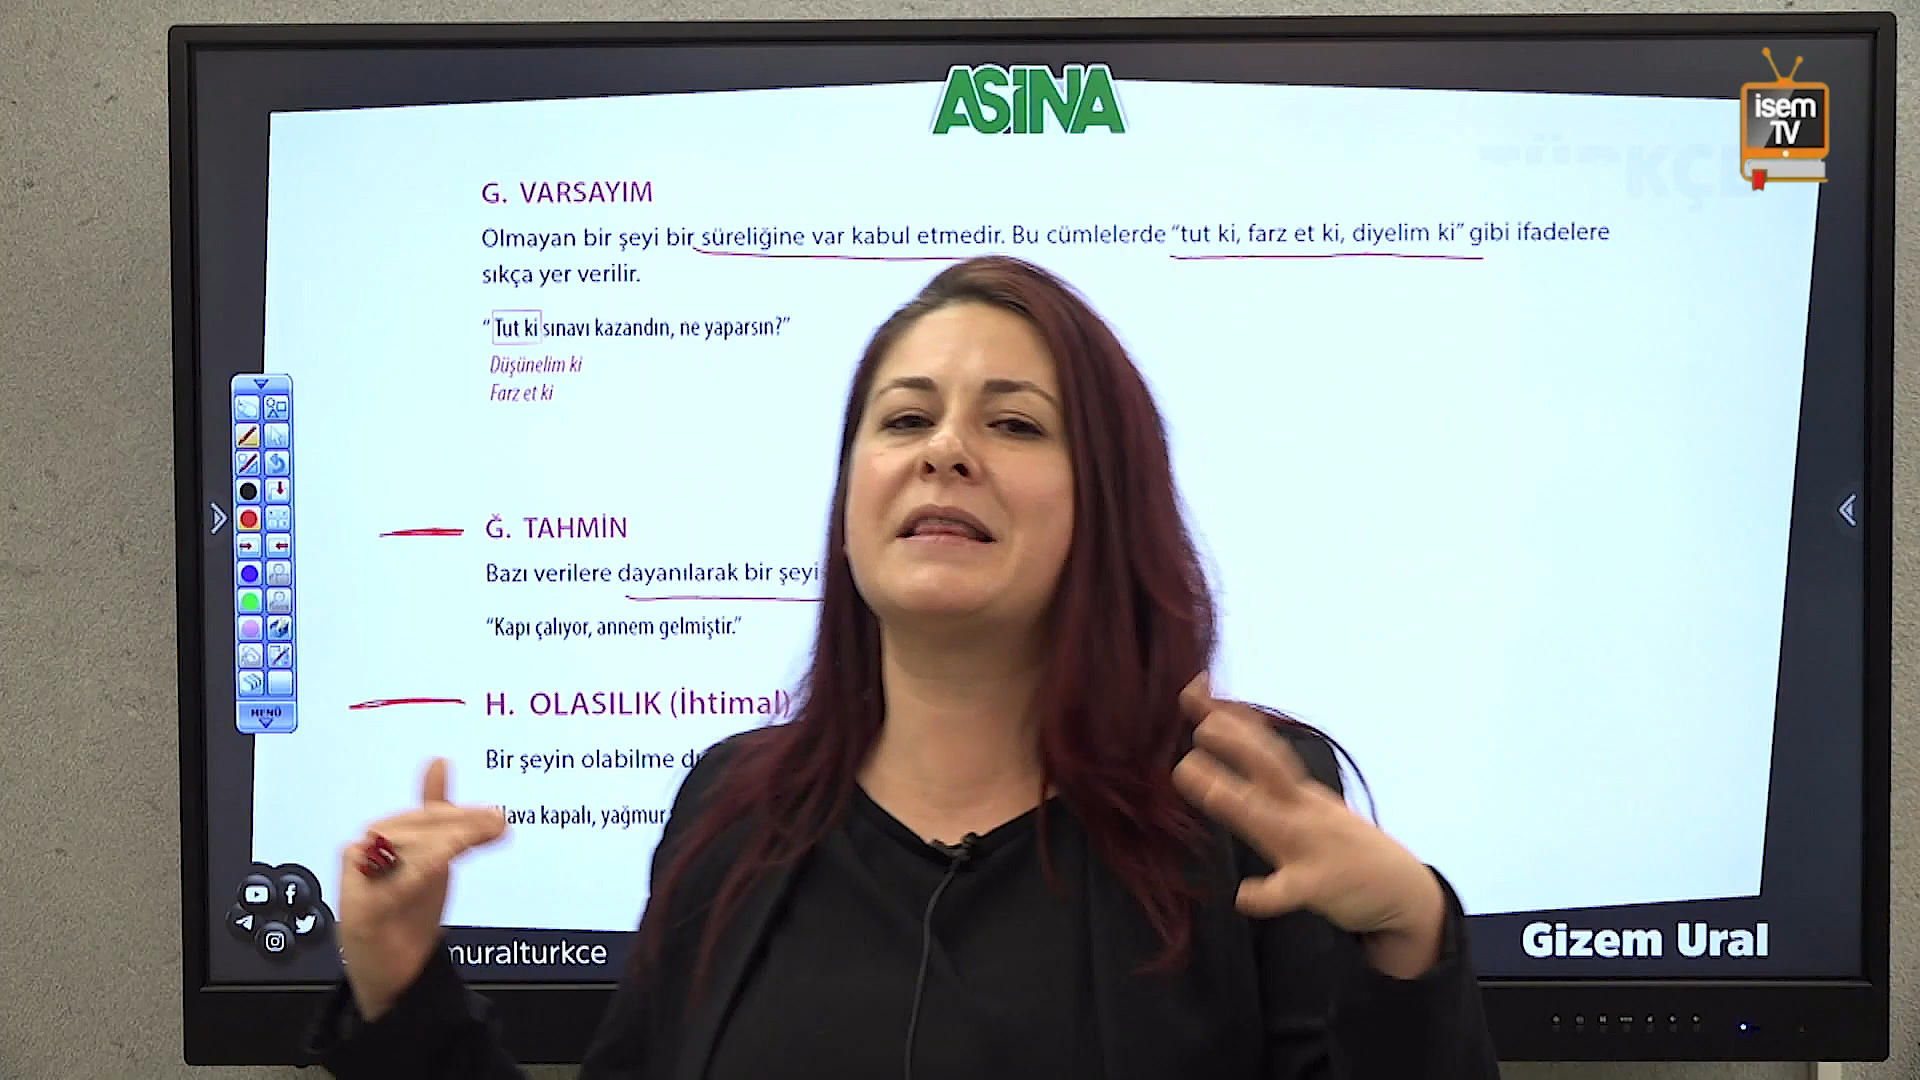 ASİNA
isem
TV
TÜRKÇE
G. VARSAYIM
Olmayan bir şeyi bir süreliğine var kabul etmedir. Bu cümlelerde “tut ki, farz et ki, diyelim ki” gibi ifadelere
sıkça yer verilir.
“Tut ki sınavı kazandın, ne yaparsın?”
Düşünelim ki
Farz et ki
Ğ. TAHMİN
Bazı verilere dayanılarak bir şeyi
“Kapı çalıyor, annem gelmiştir.”
H. OLASILIK (İhtimal)
Bir şeyin olabilme
“Hava kapalı, yağmur
MENÜ
muralturkce
Gizem Ural